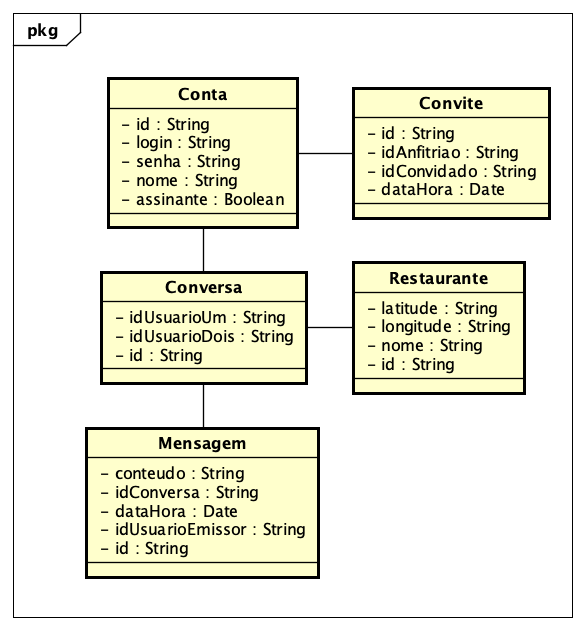 pkg
Conta
- id : String
- login : String
- senha : String
- nome : String
- assinante : Boolean
Convite
- id : String
- idAnfitriao : String
- idConvidado : String
- dataHora : Date
Conversa
- idUsuarioUm : String
- idUsuarioDois : String
- id : String
Restaurante
- latitude : String
- longitude : String
- nome : String
- id : String
Mensagem
- conteudo : String
- idConversa : String
- dataHora : Date
- idUsuarioEmissor : String
- id : String